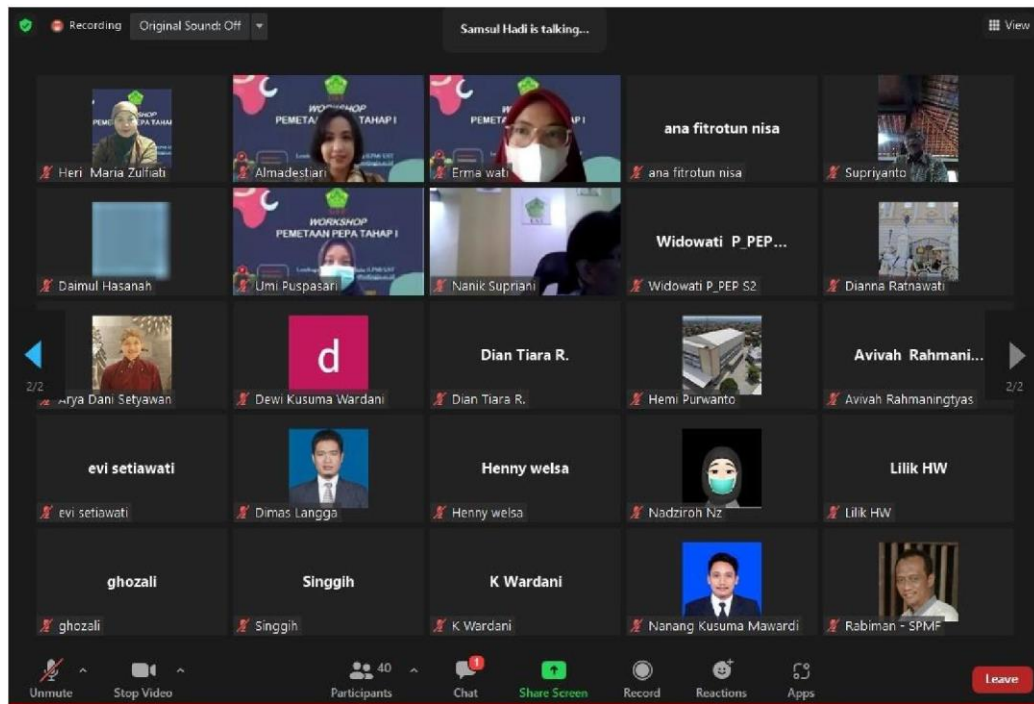 Recording
Original Sound: Off
Samsul Hadi is talking...
View
Heri Maria Zulfiati
WORKSHOP
PEMETAAN PEPA TAHAP I
Almadestiari
Erma wati
ana fitrotun nisa
ana fitrotun nisa
Supriyanto
Daimul Hasanah
WORKSHOP
PEMETAAN PEPA TAHAP I
Umi Puspasari
Nanik Supriani
Widowati P_PEP...
Widowati P_PEP S2
Dianna Ratnawati
2/2
Arya Dani Setyawan
d
Dewi Kusuma Wardani
Dian Tiara R.
Dian Tiara R.
Hemi Purwanto
Avivah Rahmani...
Avivah Rahmaningtyas
2/2
evi setiawati
evi setiawati
Dimas Langga
Henny welsa
Henny welsa
Nadziroh Nz
Lilik HW
Lilik HW
ghozali
ghozali
Singgih
Singgih
K Wardani
K Wardani
Nanang Kusuma Mawardi
Rabiman - SPMF
Unmute
Stop Video
40
Participants
1
Chat
Share Screen
Record
Reactions
Apps
Leave